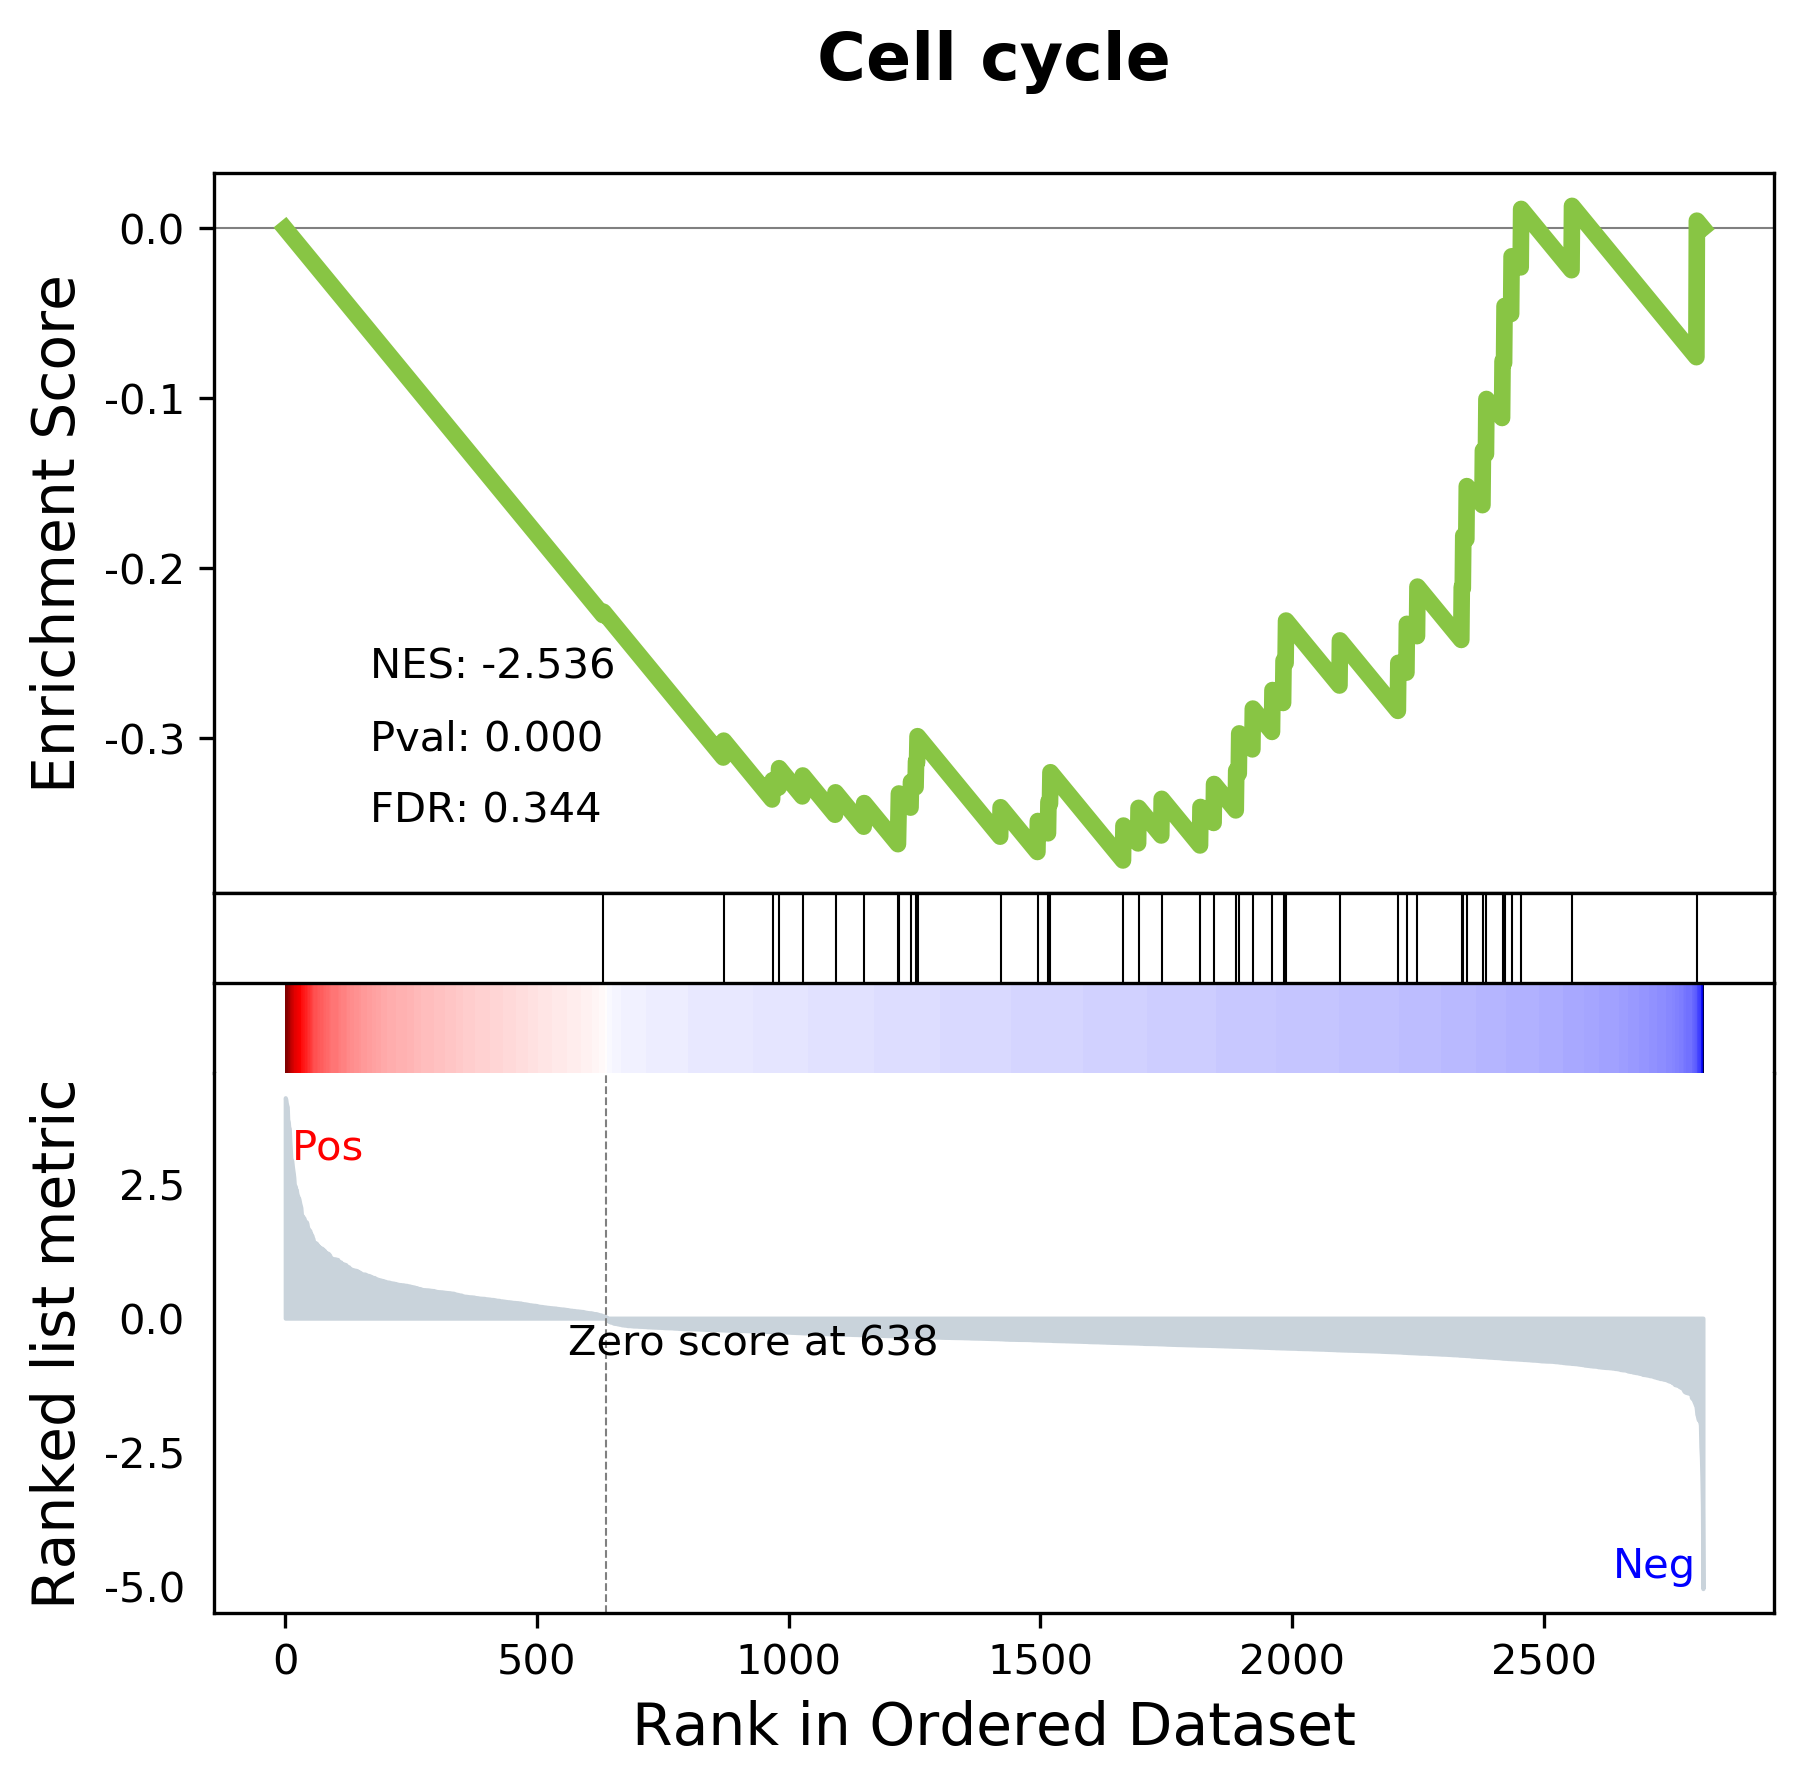 Cell cycle
Enrichment Score
0.0
-0.1
-0.2
-0.3
NES: -2.536
Pval: 0.000
FDR: 0.344
Ranked list metric
2.5
0.0
-2.5
-5.0
Pos
Zero score at 638
Neg
0 500 1000 1500 2000 2500
Rank in Ordered Dataset